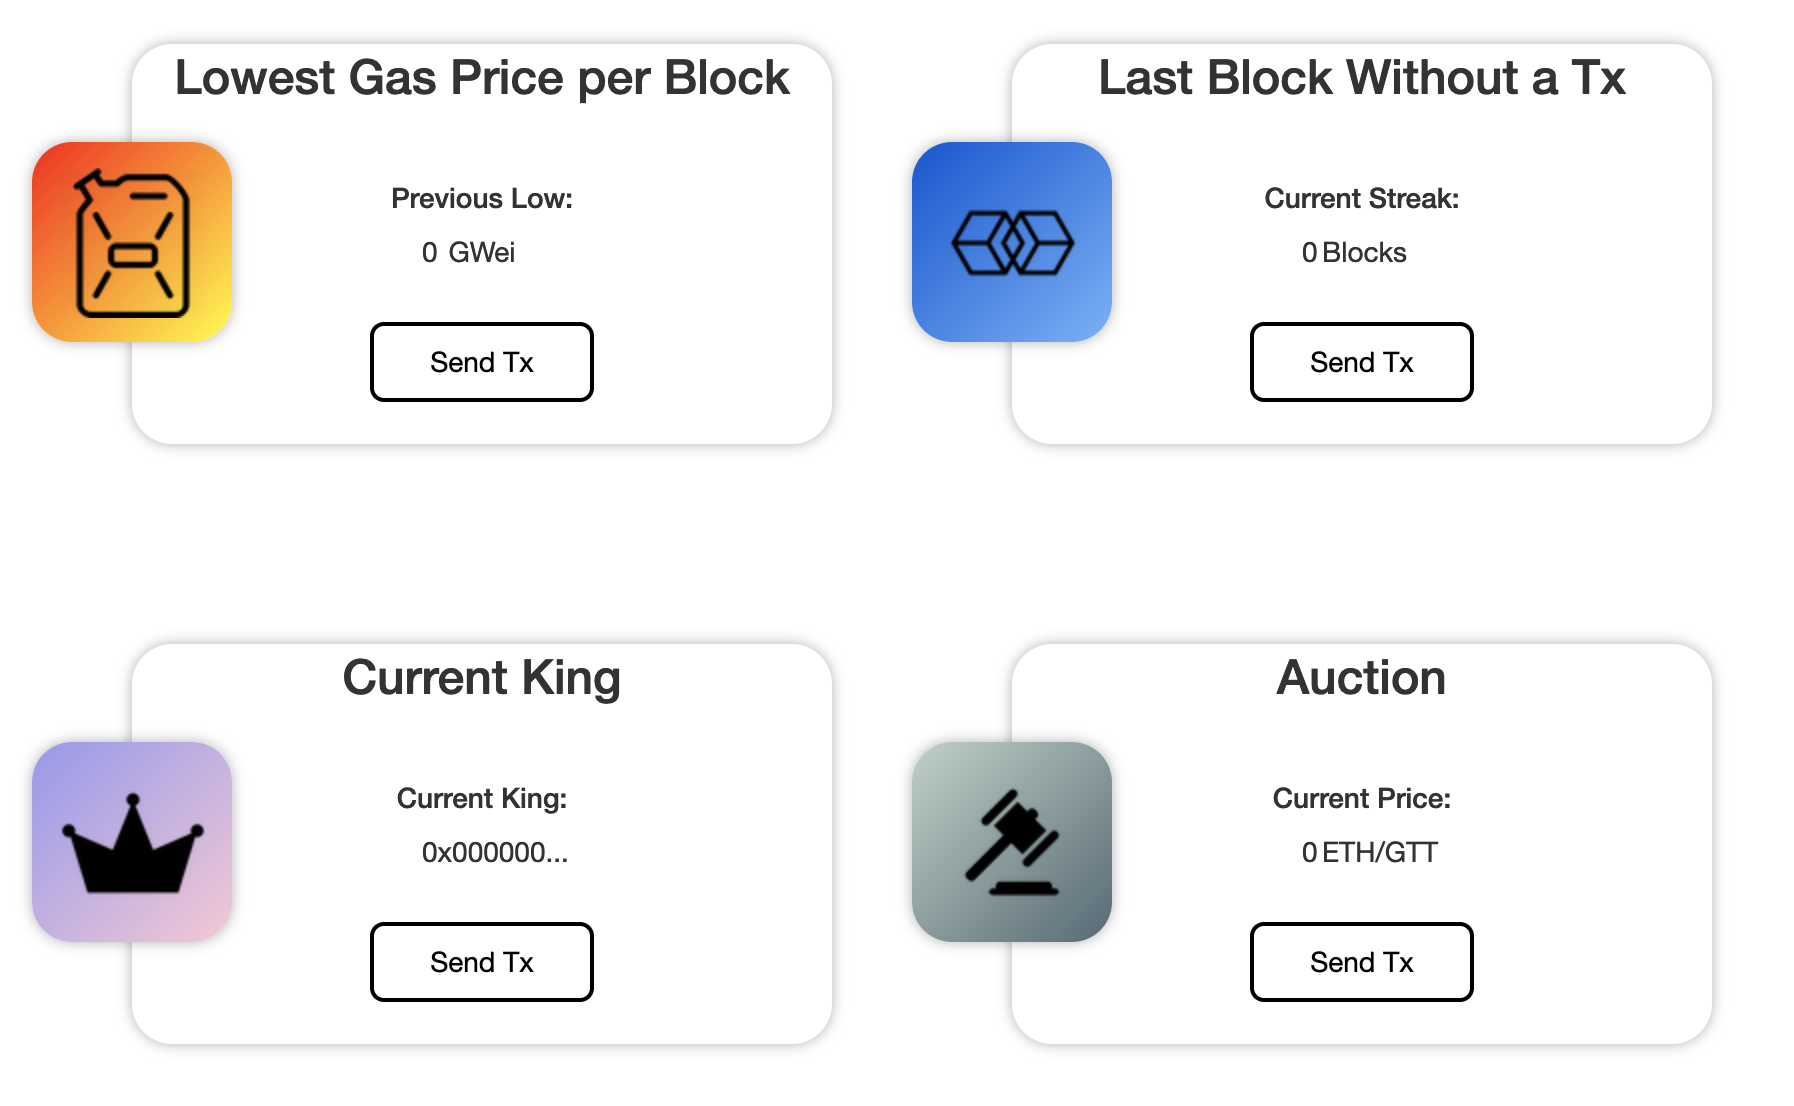 Lowest Gas Price per Block
Previous Low:
0 GWei
Send Tx
Last Block Without a Tx
Current Streak:
0 Blocks
Send Tx
Current King
Current King:
0x000000...
Send Tx
Auction
Current Price:
0 ETH/GTT
Send Tx